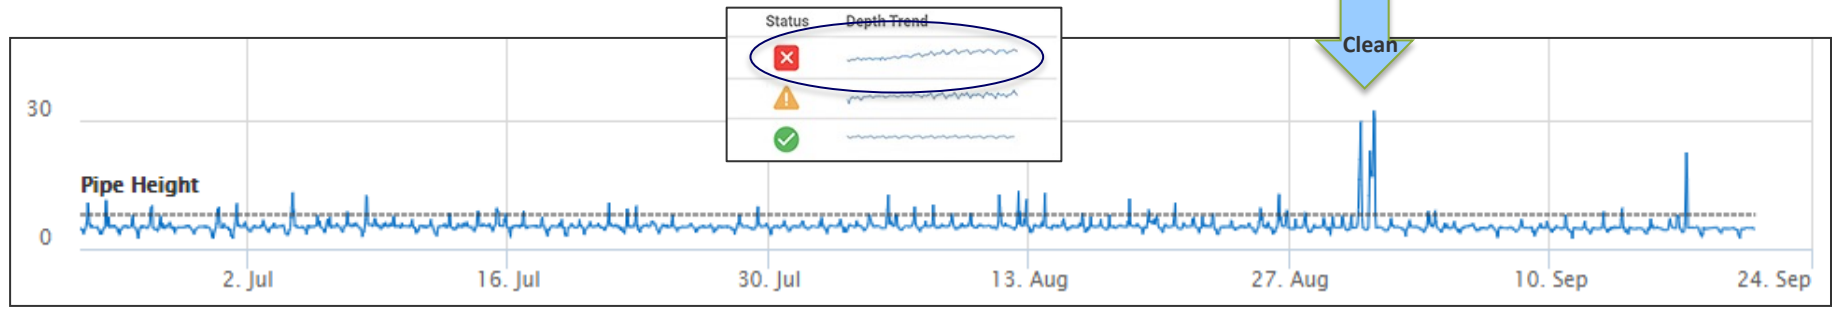 Status Depth Trend
Clean
30
Pipe Height
0
2. Jul 16. Jul 30. Jul 13. Aug 27. Aug 10. Sep 24. Sep